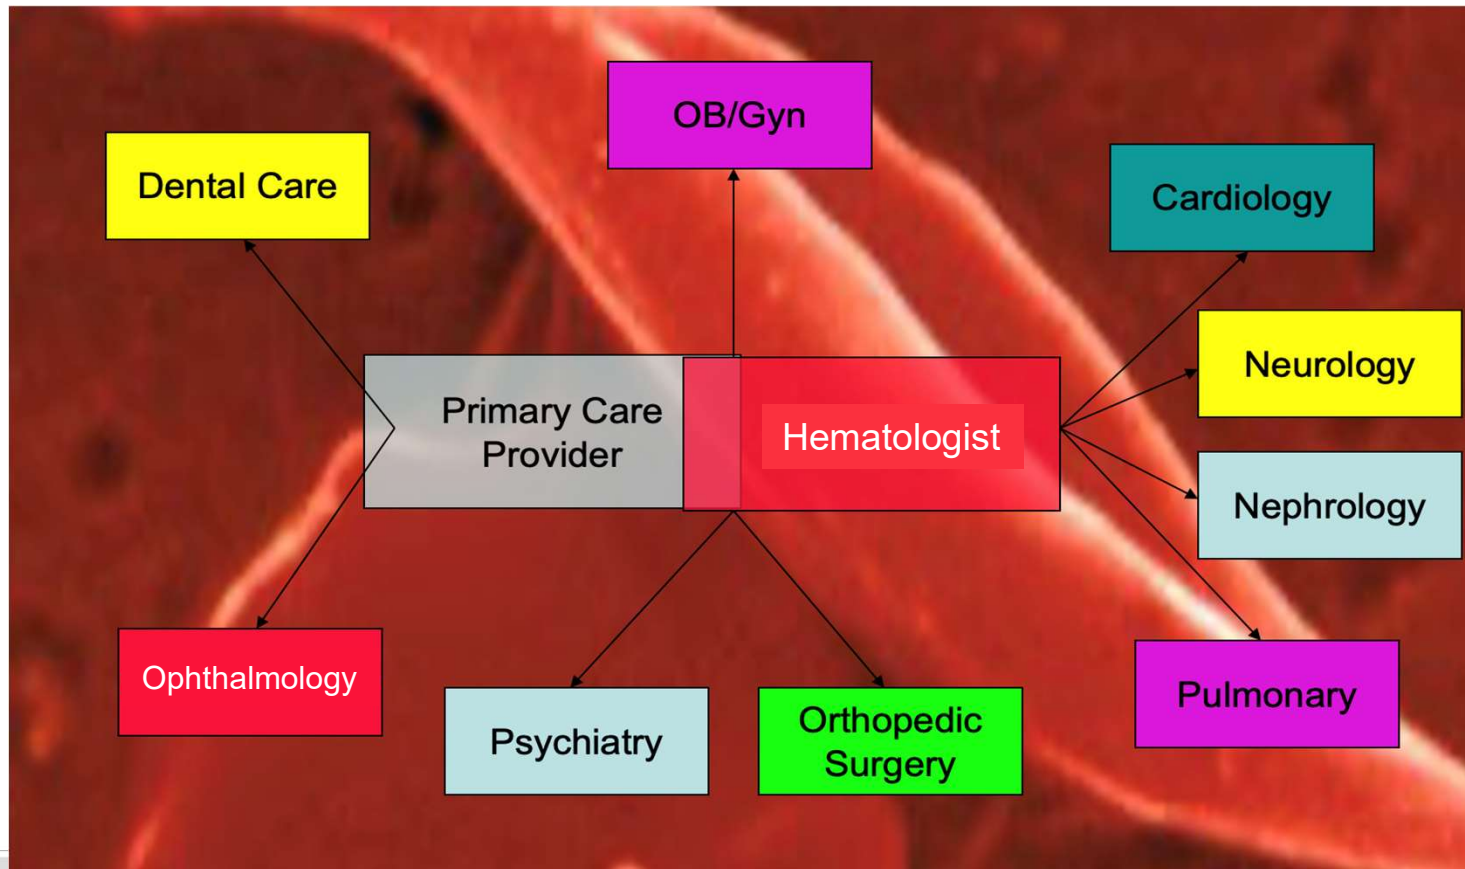 OB/Gyn
Dental Care
Cardiology
Neurology
Primary Care
Provider
Hematologist
Nephrology
Ophthalmology
Psychiatry
Orthopedic
Surgery
Pulmonary